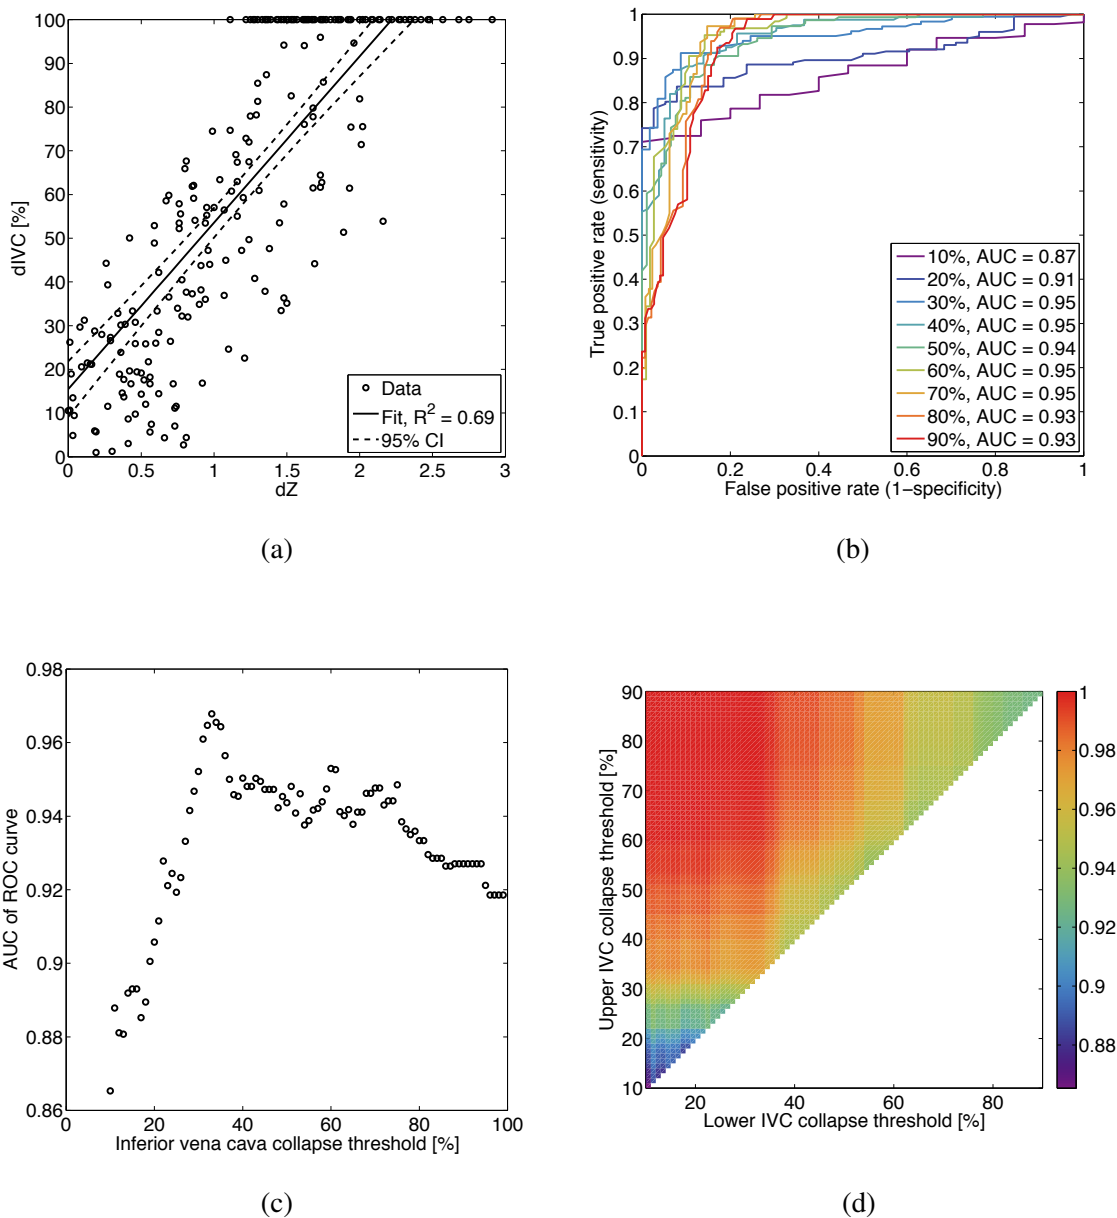 100
90
80
70
60
50
40
30
20
10
0
dIVC [%]
Data
Fit, R² = 0.69
95% CI
0 0.5 1 1.5 2 2.5 3
dZ
(a)
1
0.9
0.8
0.7
0.6
0.5
0.4
0.3
0.2
0.1
0
True positive rate (sensitivity)
10%, AUC = 0.87
20%, AUC = 0.91
30%, AUC = 0.95
40%, AUC = 0.95
50%, AUC = 0.94
60%, AUC = 0.95
70%, AUC = 0.95
80%, AUC = 0.93
90%, AUC = 0.93
0 0.2 0.4 0.6 0.8 1
False positive rate (1−specificity)
(b)
0.98
0.96
0.94
0.92
0.9
0.88
0.86
AUC of ROC curve
0 20 40 60 80 100
Inferior vena cava collapse threshold [%]
(c)
90
80
70
60
50
40
30
20
10
Upper IVC collapse threshold [%]
20 40 60 80
Lower IVC collapse threshold [%]
1
0.98
0.96
0.94
0.92
0.9
0.88
(d)